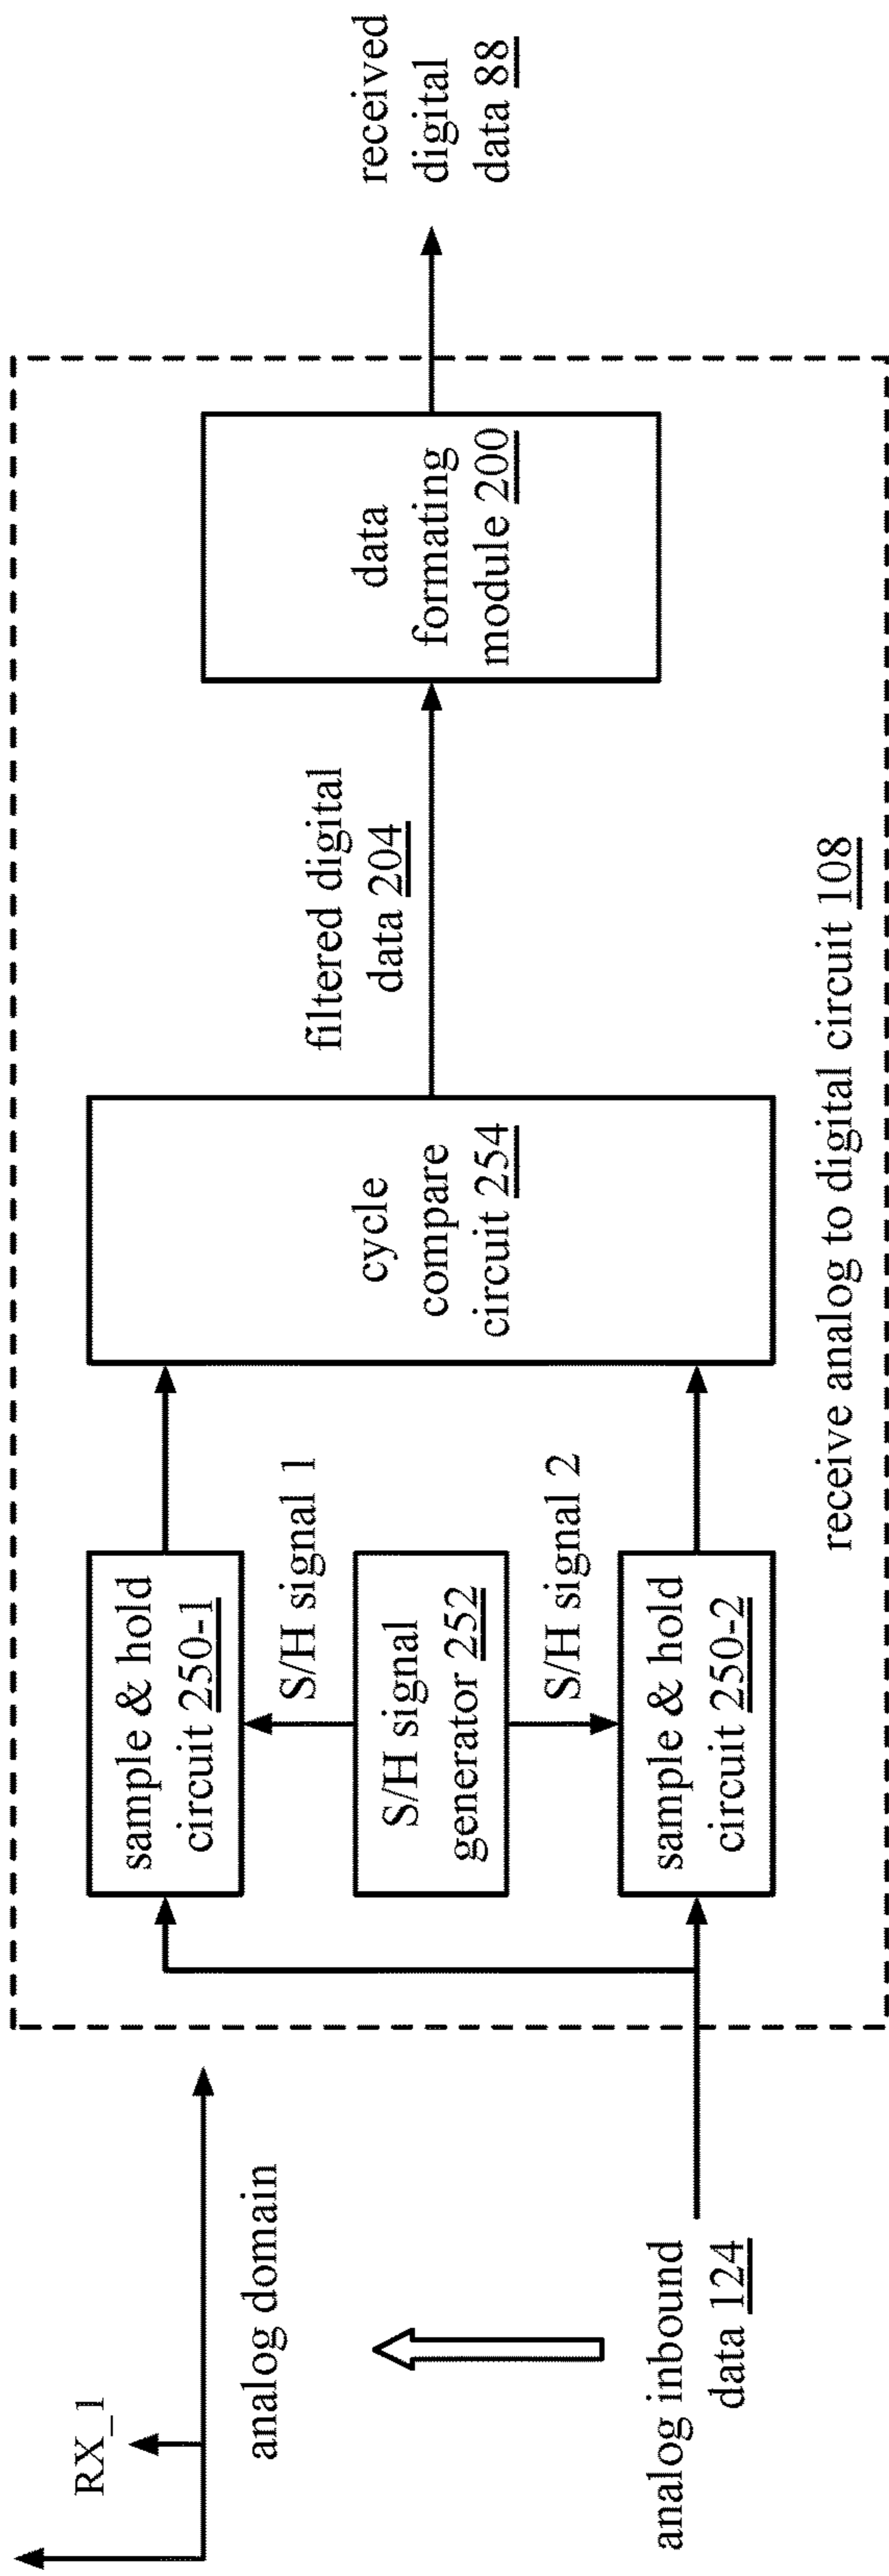 RX_1
analog domain
analog inbound
data 124
sample & hold
circuit 250-1
S/H signal 1
S/H signal
generator 252
S/H signal 2
sample & hold
circuit 250-2
cycle
compare
circuit 254
filtered digital
data 204
data
formating
module 200
receive analog to digital circuit 108
received
digital
data 88